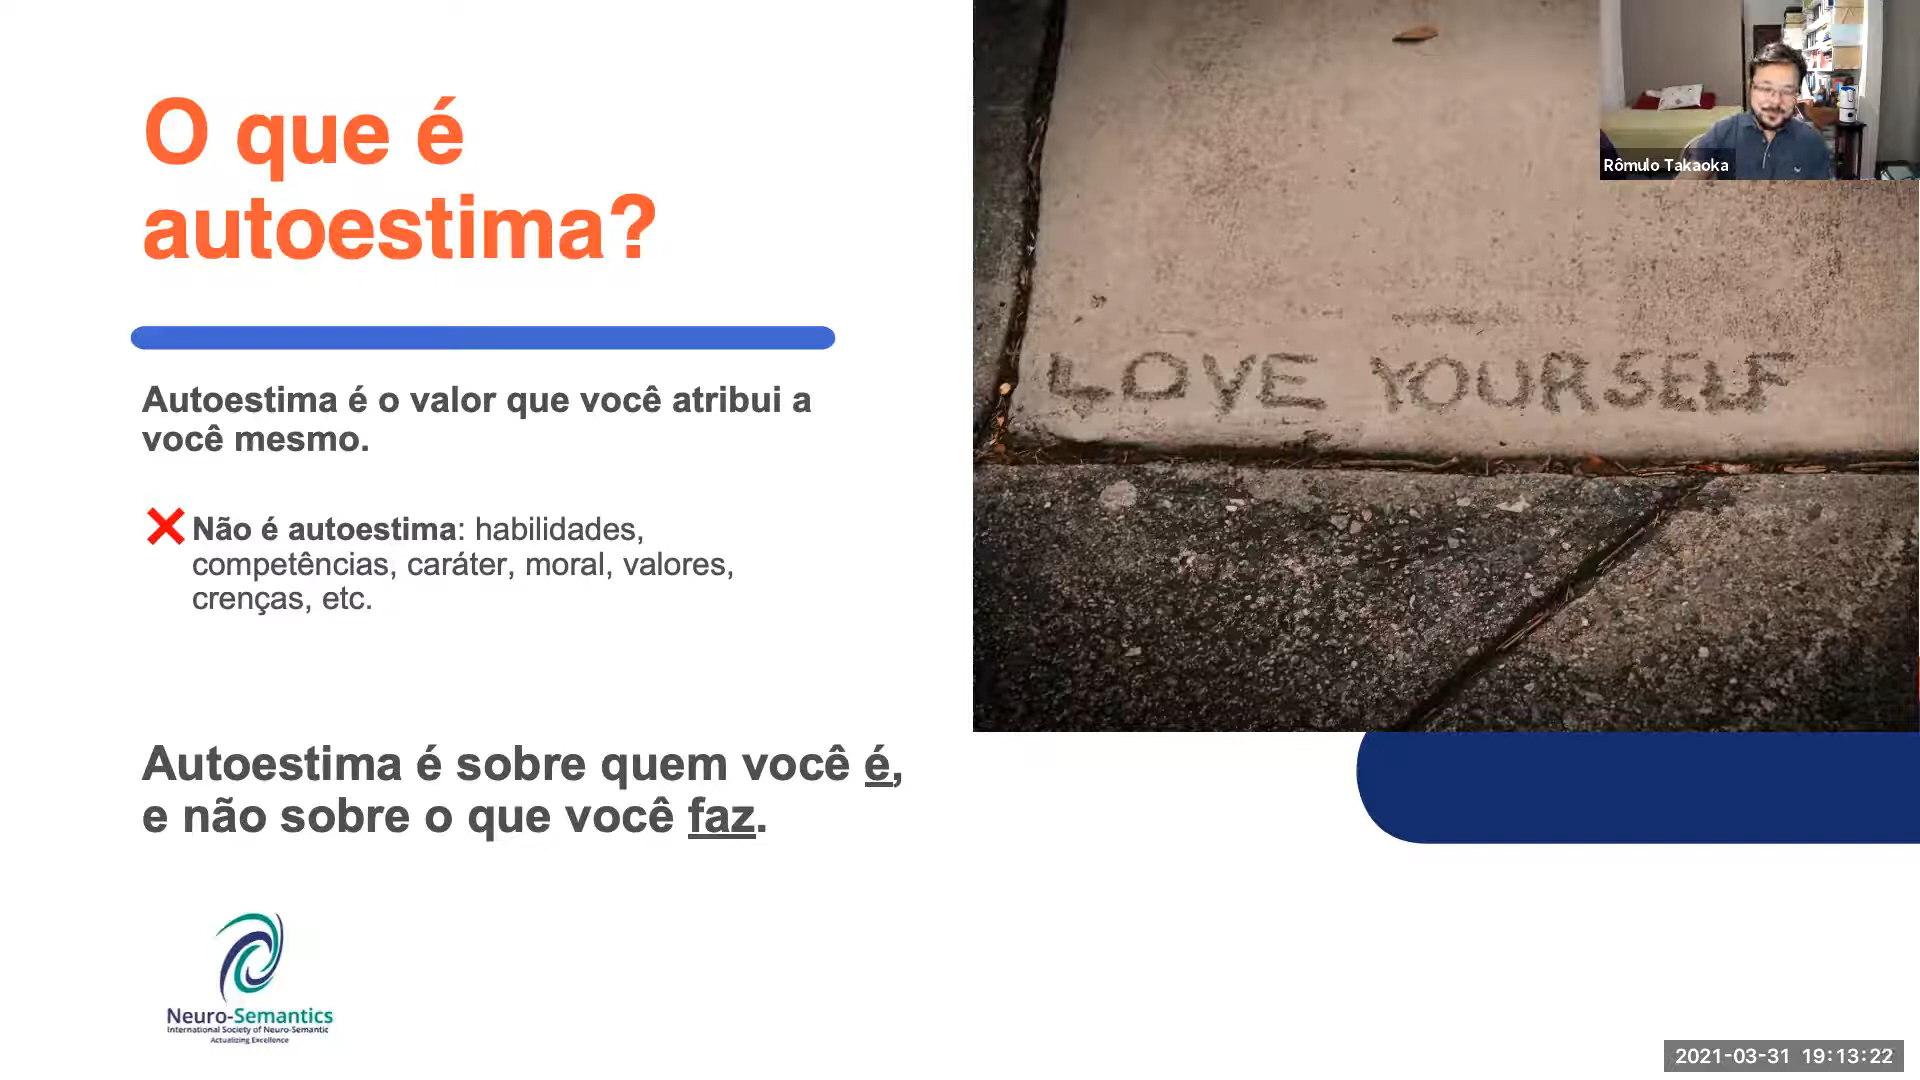 O que é
autoestima?
Autoestima é o valor que você atribui a
você mesmo.
Não é autoestima: habilidades,
competências, caráter, moral, valores,
crenças, etc.
Autoestima é sobre quem você é,
e não sobre o que você faz.
Neuro-Semantics
International Society of Neuro-Semantic
Actualizing Excellence
LOVE YOURSELF
Rômulo Takaoka
2021-03-31 19:13:22